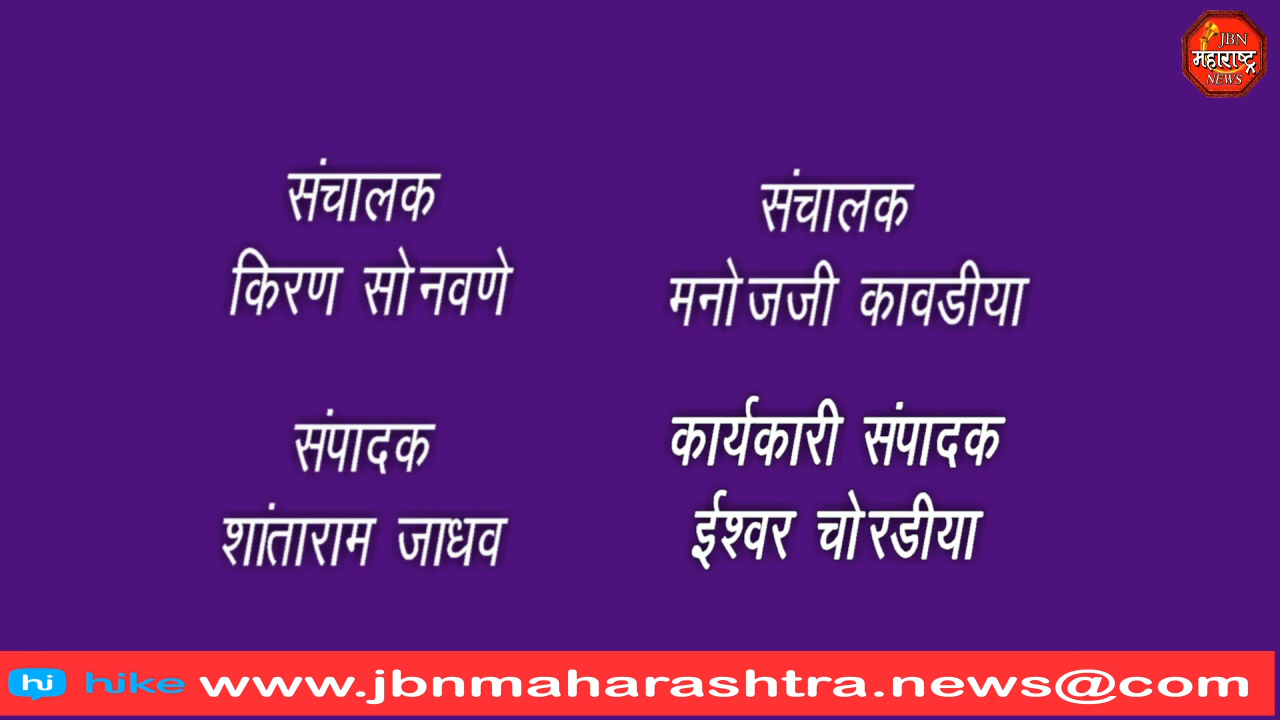 JBN
महाराष्ट्र
NEWS
संचालक
किरण सोनवणे
संचालक
मनोजजी कावडीया
संपादक
शांताराम जाधव
कार्यकारी संपादक
ईश्वर चोरडीया
hi hike www.jbnmaharashtra.news@com